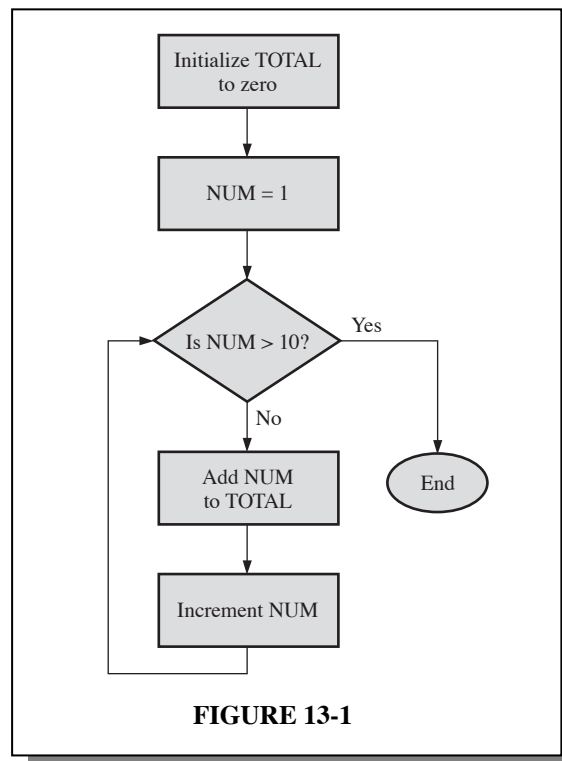 Initialize TOTAL
to zero
NUM = 1
Is NUM > 10?
Yes
No
Add NUM
to TOTAL
End
Increment NUM
FIGURE 13-1